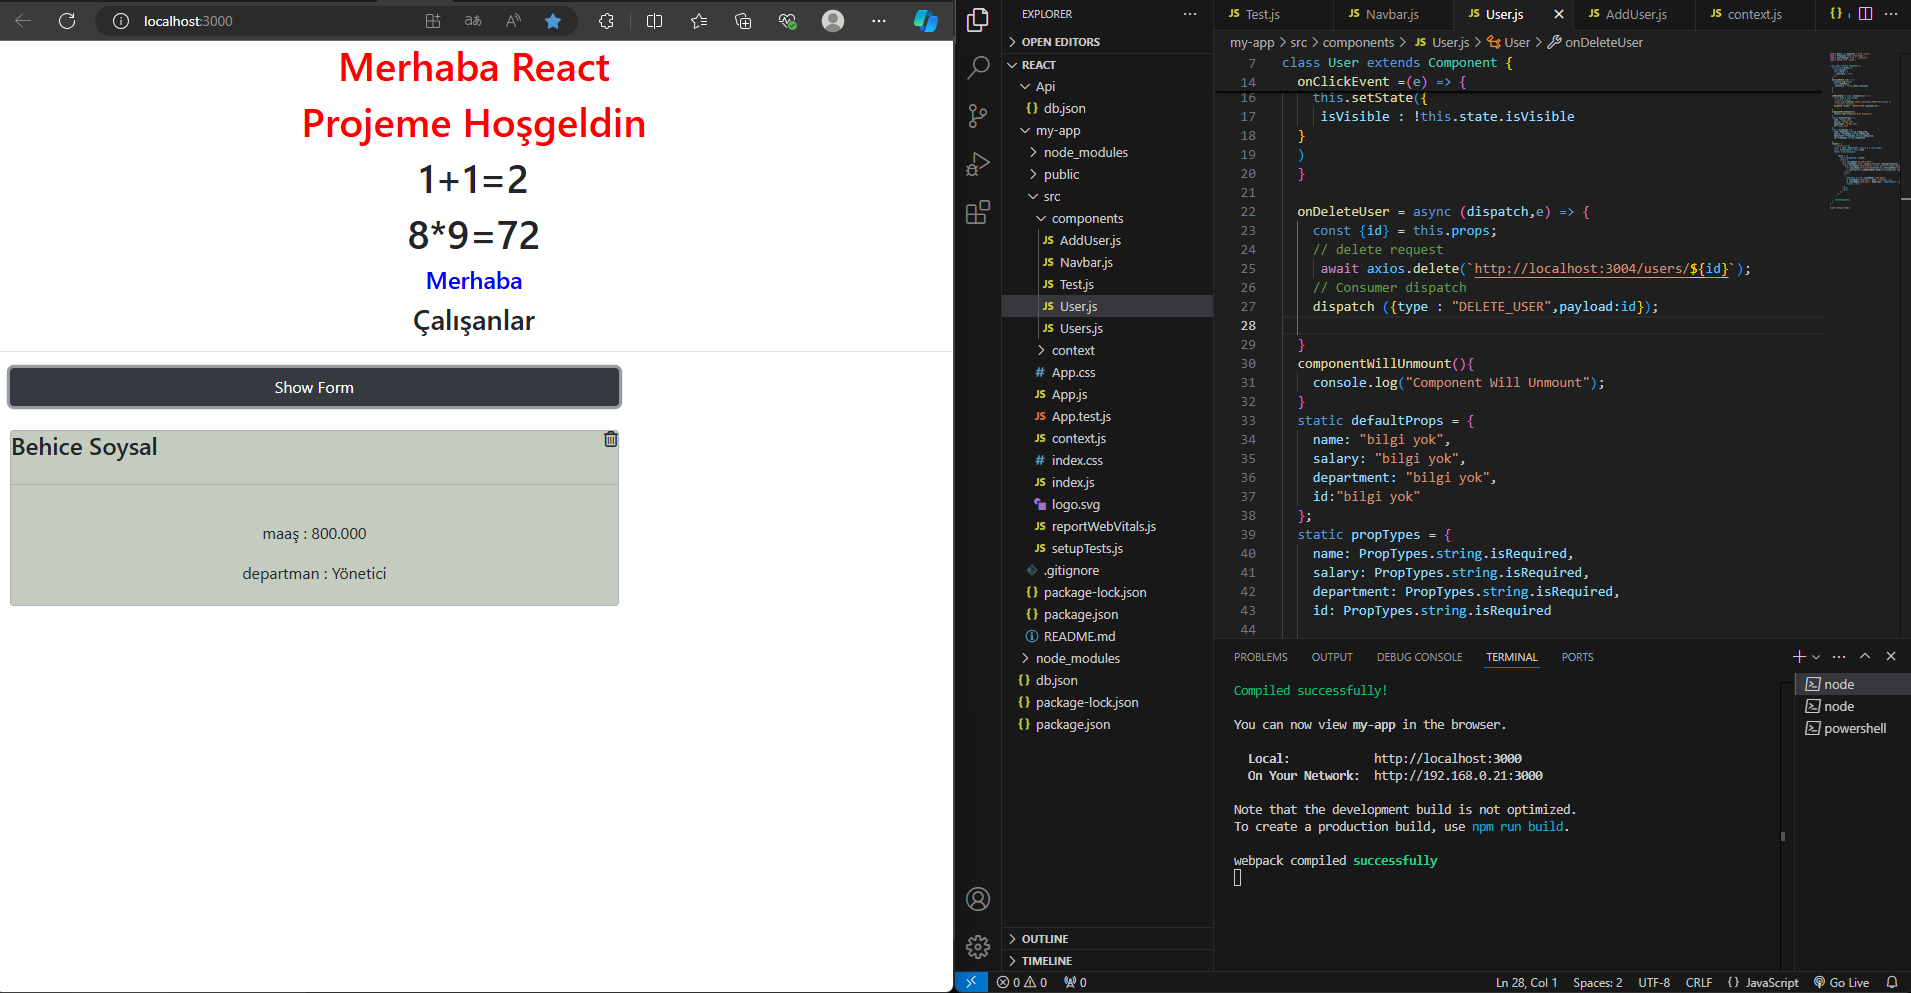 localhost:3000
Merhaba React
Projeme Hoşgeldin
1+1=2
8*9=72
Merhaba
Çalışanlar
Show Form
Behice Soysal
maaş : 800.000
departman : Yönetici
EXPLORER
OPEN EDITORS
REACT
Api
db.json
my-app
node_modules
public
src
components
AddUser.js
Navbar.js
Test.js
User.js
Users.js
context
App.css
App.js
App.test.js
context.js
index.css
index.js
logo.svg
reportWebVitals.js
setupTests.js
.gitignore
package-lock.json
package.json
README.md
node_modules
db.json
package-lock.json
package.json
OUTLINE
TIMELINE
JS Test.js JS Navbar.js JS User.js JS AddUser.js JS context.js
my-app > src > components > JS User.js > User > onDeleteUser
7 class User extends Component {
14 onClickEvent =(e) => {
16 this.setState({
17 isVisible : !this.state.isVisible
18 }
19 )
20 }
21
22 onDeleteUser = async (dispatch,e) => {
23 const {id} = this.props;
24 // delete request
25 await axios.delete(`http://localhost:3004/users/${id}`);
26 // Consumer dispatch
27 dispatch ({type : "DELETE_USER",payload:id});
28
29 }
30 componentWillUnmount(){
31 console.log("Component Will Unmount");
32 }
33 static defaultProps = {
34 name: "bilgi yok",
35 salary: "bilgi yok",
36 department: "bilgi yok",
37 id:"bilgi yok"
38 };
39 static propTypes = {
40 name: PropTypes.string.isRequired,
41 salary: PropTypes.string.isRequired,
42 department: PropTypes.string.isRequired,
43 id: PropTypes.string.isRequired
44
PROBLEMS OUTPUT DEBUG CONSOLE TERMINAL PORTS
Compiled successfully!
You can now view my-app in the browser.
Local: http://localhost:3000
On Your Network: http://192.168.0.21:3000
Note that the development build is not optimized.
To create a production build, use npm run build.
webpack compiled successfully
node
node
powershell
0 0 0
Ln 28, Col 1 Spaces: 2 UTF-8 CRLF {} JavaScript Go Live